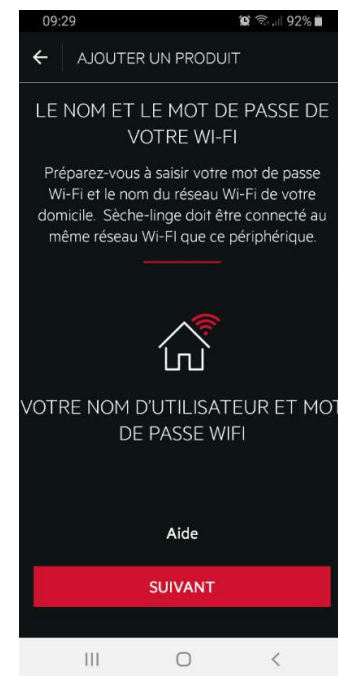 09:29 92%
AJOUTER UN PRODUIT
LE NOM ET LE MOT DE PASSE DE
VOTRE WI-FI
Préparez-vous à saisir votre mot de passe
Wi-Fi et le nom du réseau Wi-Fi de votre
domicile. Sèche-linge doit être connecté au
même réseau Wi-FI que ce périphérique.
VOTRE NOM D'UTILISATEUR ET MOT
DE PASSE WIFI
Aide
SUIVANT